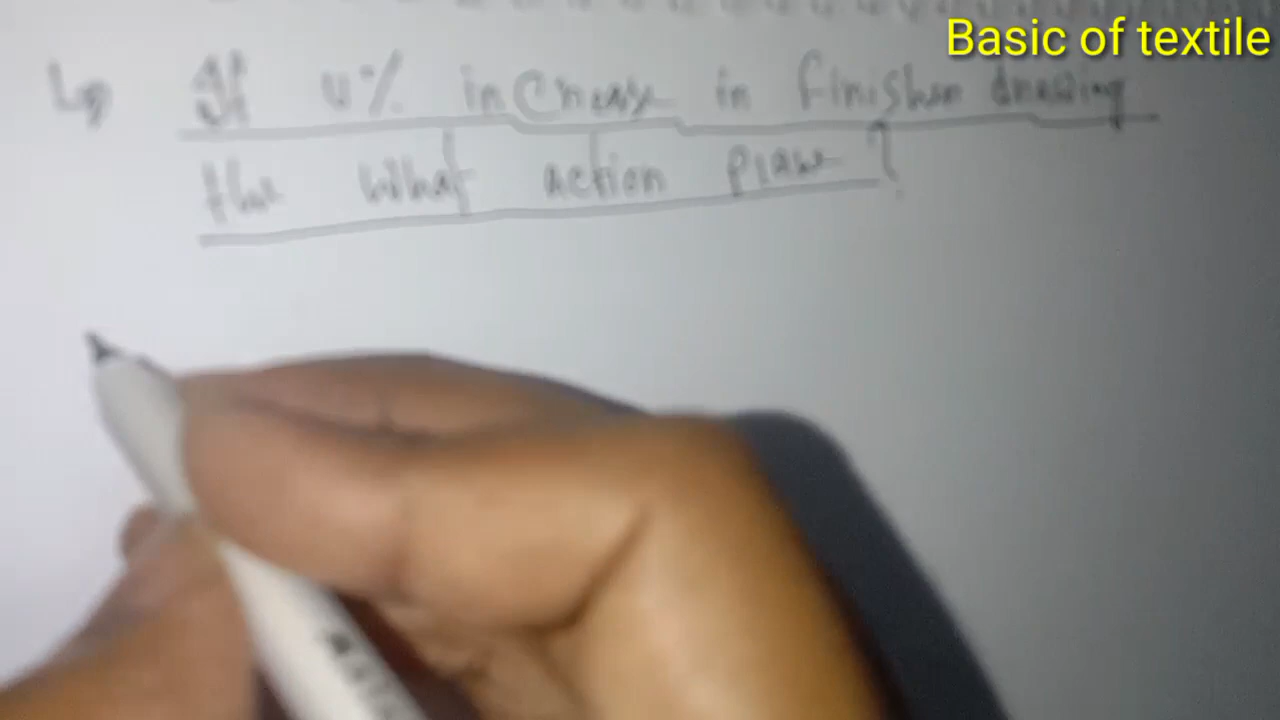 Basic of textile
If U% increase in finisher drawing
the what action plan ?